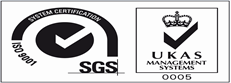 SYSTEM CERTIFICATION
ISO 9001
SGS
UKAS
MANAGEMENT
SYSTEMS
0005